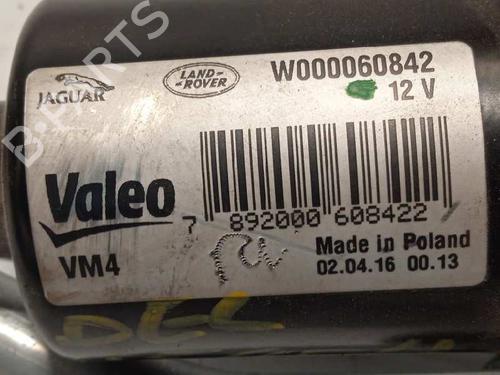 JAGUAR
LAND ROVER
W000060842
12 V
Valeo
7 892000 608422
VM4
Made in Poland
02.04.16 00.13
B-PARTS